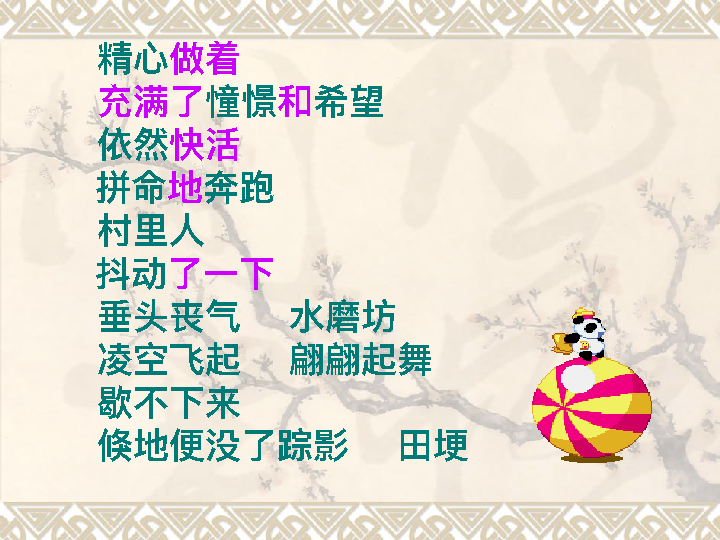 精心做着
充满了憧憬和希望
依然快活
拼命地奔跑
村里人
抖动了一下
垂头丧气 水磨坊
凌空飞起 翩翩起舞
歇不下来
倏地便没了踪影 田埂